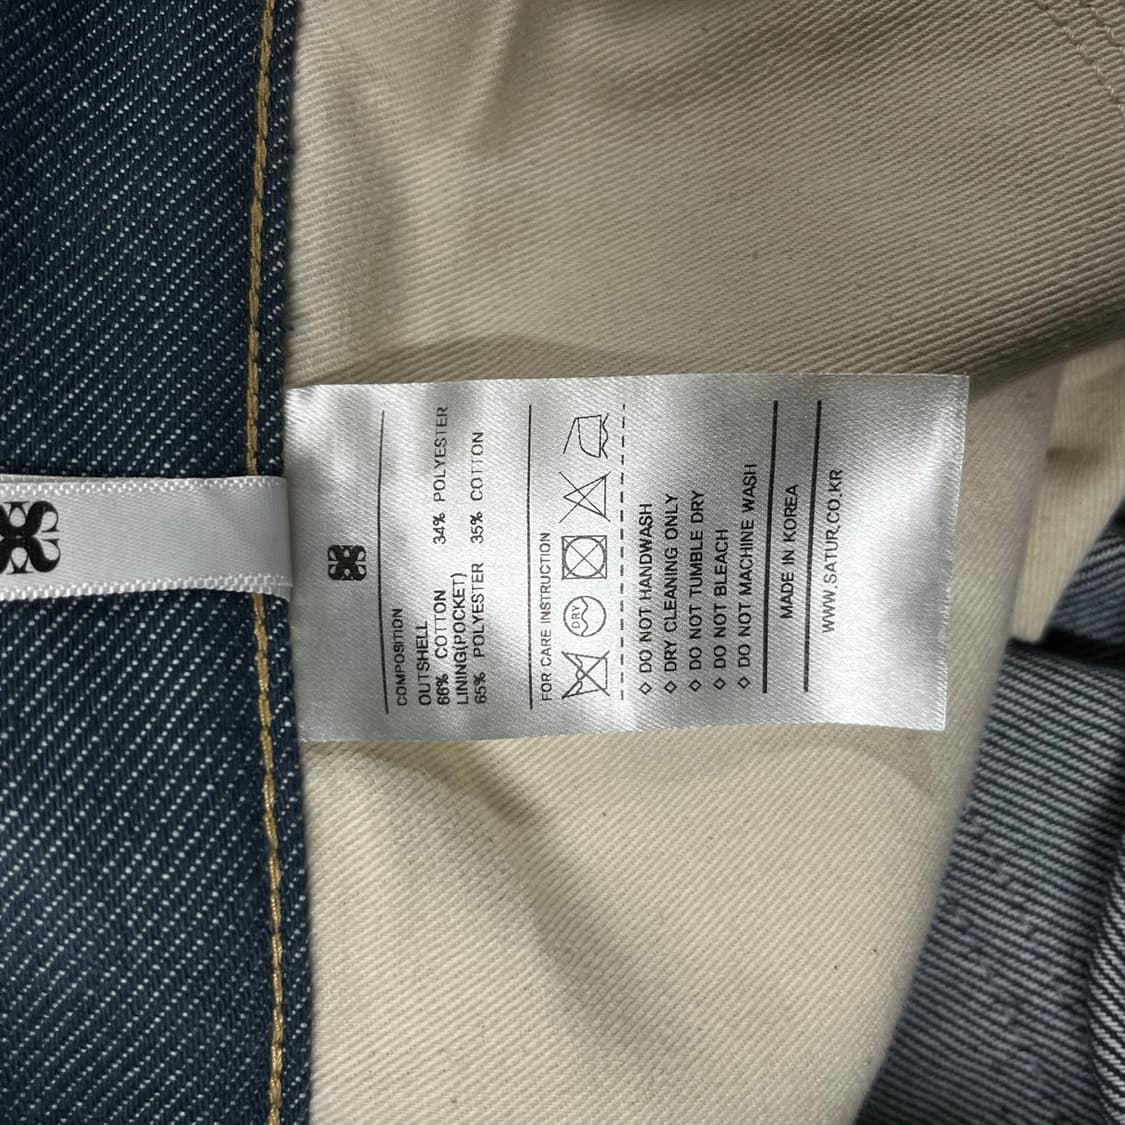 COMPOSITION
OUTSHELL
66% COTTON 34% POLYESTER
LINING(POCKET)
65% POLYESTER 35% COTTON
FOR CARE INSTRUCTION
DRY
◇ DO NOT HANDWASH
◇ DRY CLEANING ONLY
◇ DO NOT TUMBLE DRY
◇ DO NOT BLEACH
◇ DO NOT MACHINE WASH
MADE IN KOREA
WWW.SATUR.CO.KR